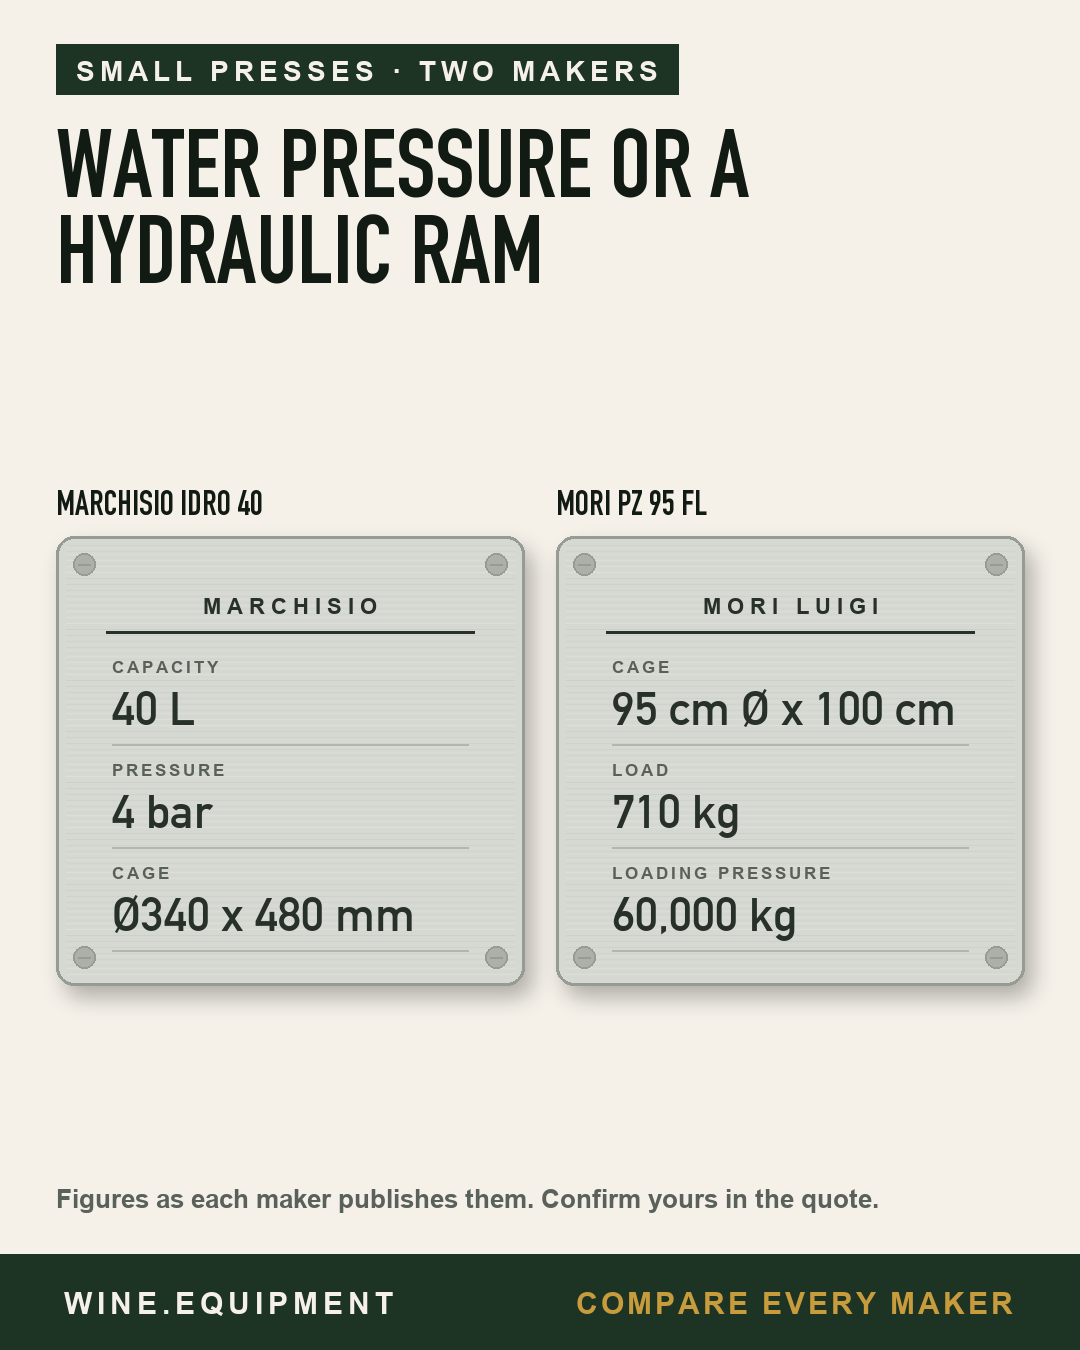 SMALL PRESSES · TWO MAKERS
WATER PRESSURE OR A
HYDRAULIC RAM
MARCHISIO IDRO 40
MARCHISIO
CAPACITY
40 L
PRESSURE
4 bar
CAGE
Ø340 x 480 mm
MORI PZ 95 FL
MORI LUIGI
CAGE
95 cm Ø x 100 cm
LOAD
710 kg
LOADING PRESSURE
60,000 kg
Figures as each maker publishes them. Confirm yours in the quote.
WINE.EQUIPMENT
COMPARE EVERY MAKER